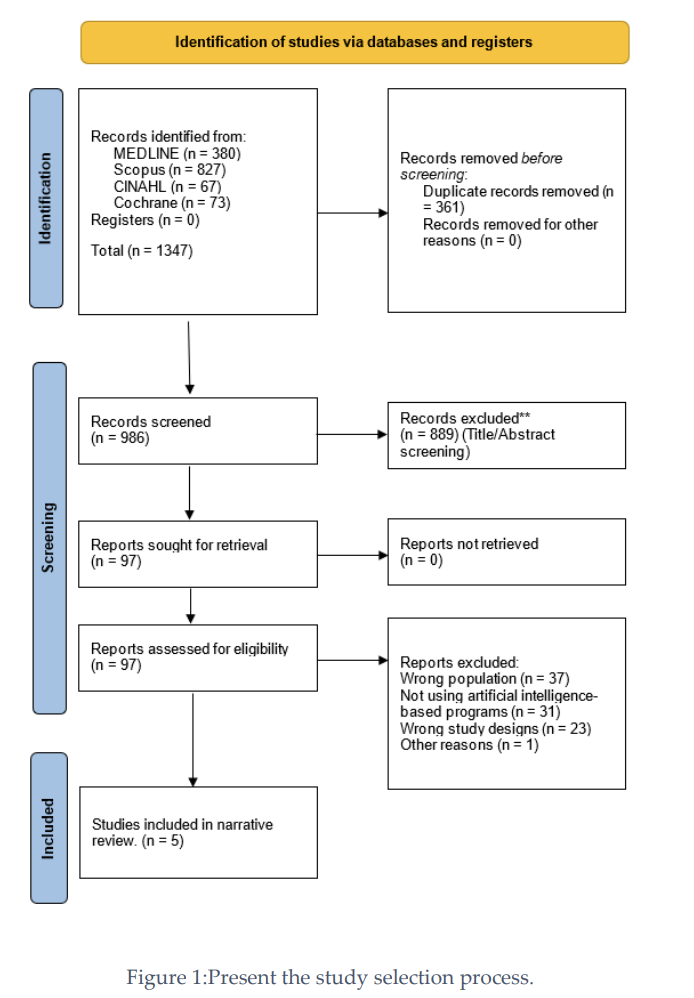 Identification of studies via databases and registers
Identification
Records identified from:
MEDLINE (n = 380)
Scopus (n = 827)
CINAHL (n = 67)
Cochrane (n = 73)
Registers (n = 0)
Total (n = 1347)
Records removed before
screening:
Duplicate records removed (n
= 361)
Records removed for other
reasons (n = 0)
Screening
Records screened
(n = 986)
Records excluded**
(n = 889) (Title/Abstract
screening)
Reports sought for retrieval
(n = 97)
Reports not retrieved
(n = 0)
Reports assessed for eligibility
(n = 97)
Reports excluded:
Wrong population (n = 37)
Not using artificial intelligence-
based programs (n = 31)
Wrong study designs (n = 23)
Other reasons (n = 1)
Included
Studies included in narrative
review. (n = 5)
Figure 1:Present the study selection process.